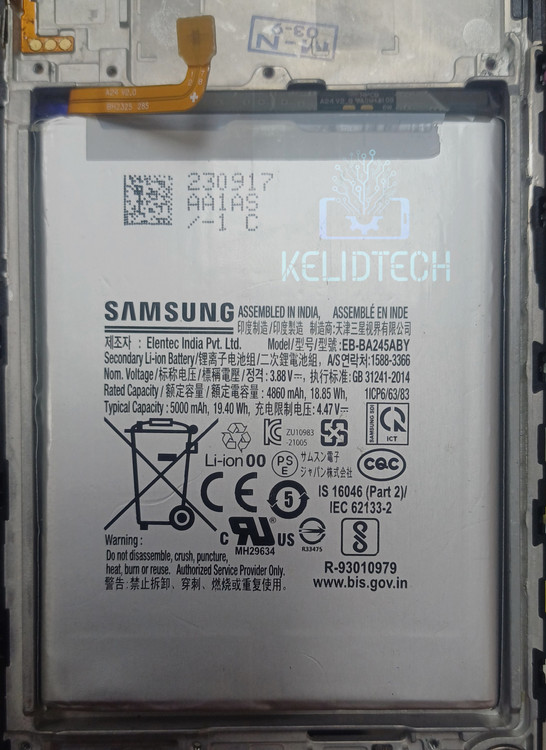 230917
AA1AS
/-1 C
KELIDTECH
SAMSUNG ASSEMBLED IN INDIA, ASSEMBLÉ EN INDE
印度制造/印度製造 制造商:天津三星视界有限公司
제조자 : Elentec India Pvt. Ltd. Model/型号/型號:EB-BA245ABY
Secondary Li-ion Battery/锂离子电池组/二次鋰電池組, A/S연락처:1588-3366
Nom. Voltage/标称电压/標稱電壓/정격 : 3.88V⎓, 执行标准:GB 31241-2014
Rated Capacity / 额定容量/ 額定電容量 : 4860 mAh, 18.85 Wh 1ICP6/63/83
Typical Capacity : 5000 mAh, 19.40 Wh, 充电限制电压 : 4.47V⎓
SAMSUNG SDI
ICT
ZU10983
-21005
Li-ion 00
PS
E
サムスン電子
ジャパン株式会社
CQC
CE
5
IS 16046 (Part 2)/
IEC 62133-2
C US
MH29634
R33475
R-93010979
www.bis.gov.in
Warning :
Do not disassemble, crush, puncture,
heat, burn or reuse. Authorized Service Provider Only.
警告: 禁止拆卸、穿刺、燃烧或重复使用。